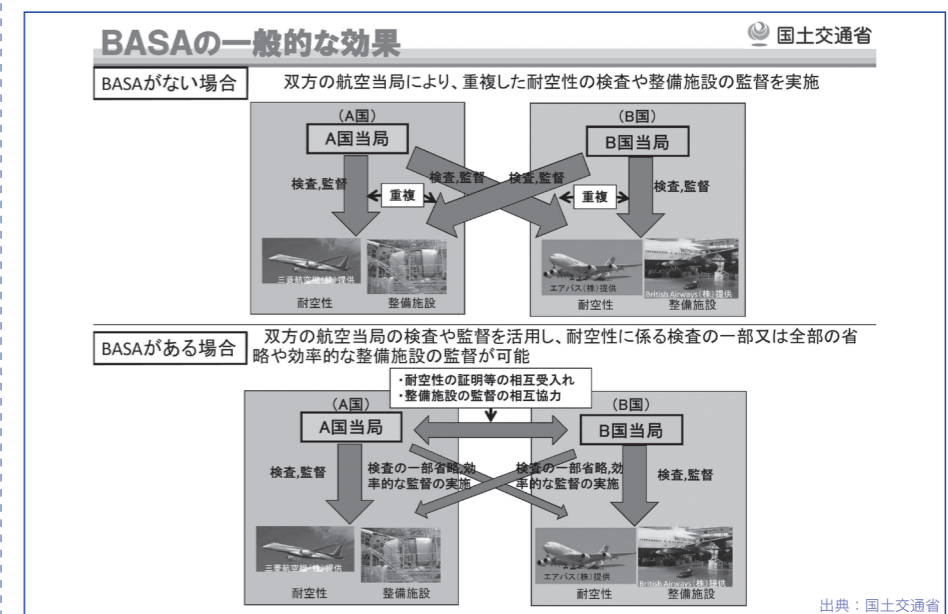 BASAの一般的な効果
国土交通省
BASAがない場合
双方の航空当局により、重複した耐空性の検査や整備施設の監督を実施
(A国)
A国当局
(B国)
B国当局
検査,監督
重複
検査,監督
検査,監督
重複
検査,監督
三菱航空機(株)提供
耐空性
整備施設
エアバス(株)提供
British Airways(株)提供
耐空性
整備施設
BASAがある場合
双方の航空当局の検査や監督を活用し、耐空性に係る検査の一部又は全部の省
略や効率的な整備施設の監督が可能
・耐空性の証明等の相互受入れ
・整備施設の監督の相互協力
(A国)
A国当局
(B国)
B国当局
検査,監督
検査の一部省略,効
率的な監督の実施
検査の一部省略,効
率的な監督の実施
検査,監督
三菱航空機(株)提供
耐空性
整備施設
エアバス(株)提供
British Airways(株)提供
耐空性
整備施設
出典:国土交通省